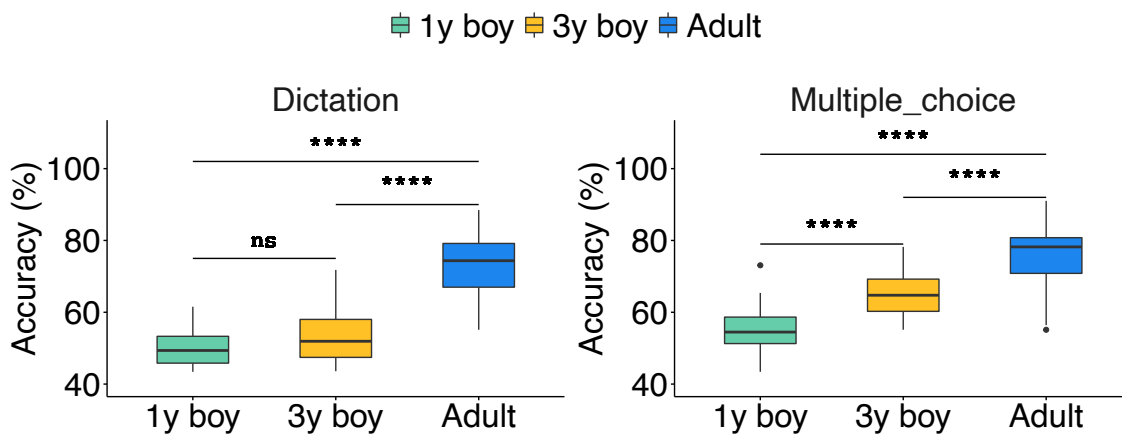 1y boy 3y boy Adult
Dictation
Accuracy (%)
100
80
60
40
****
****
ns
1y boy 3y boy Adult
Multiple_choice
Accuracy (%)
100
80
60
40
****
****
****
1y boy 3y boy Adult